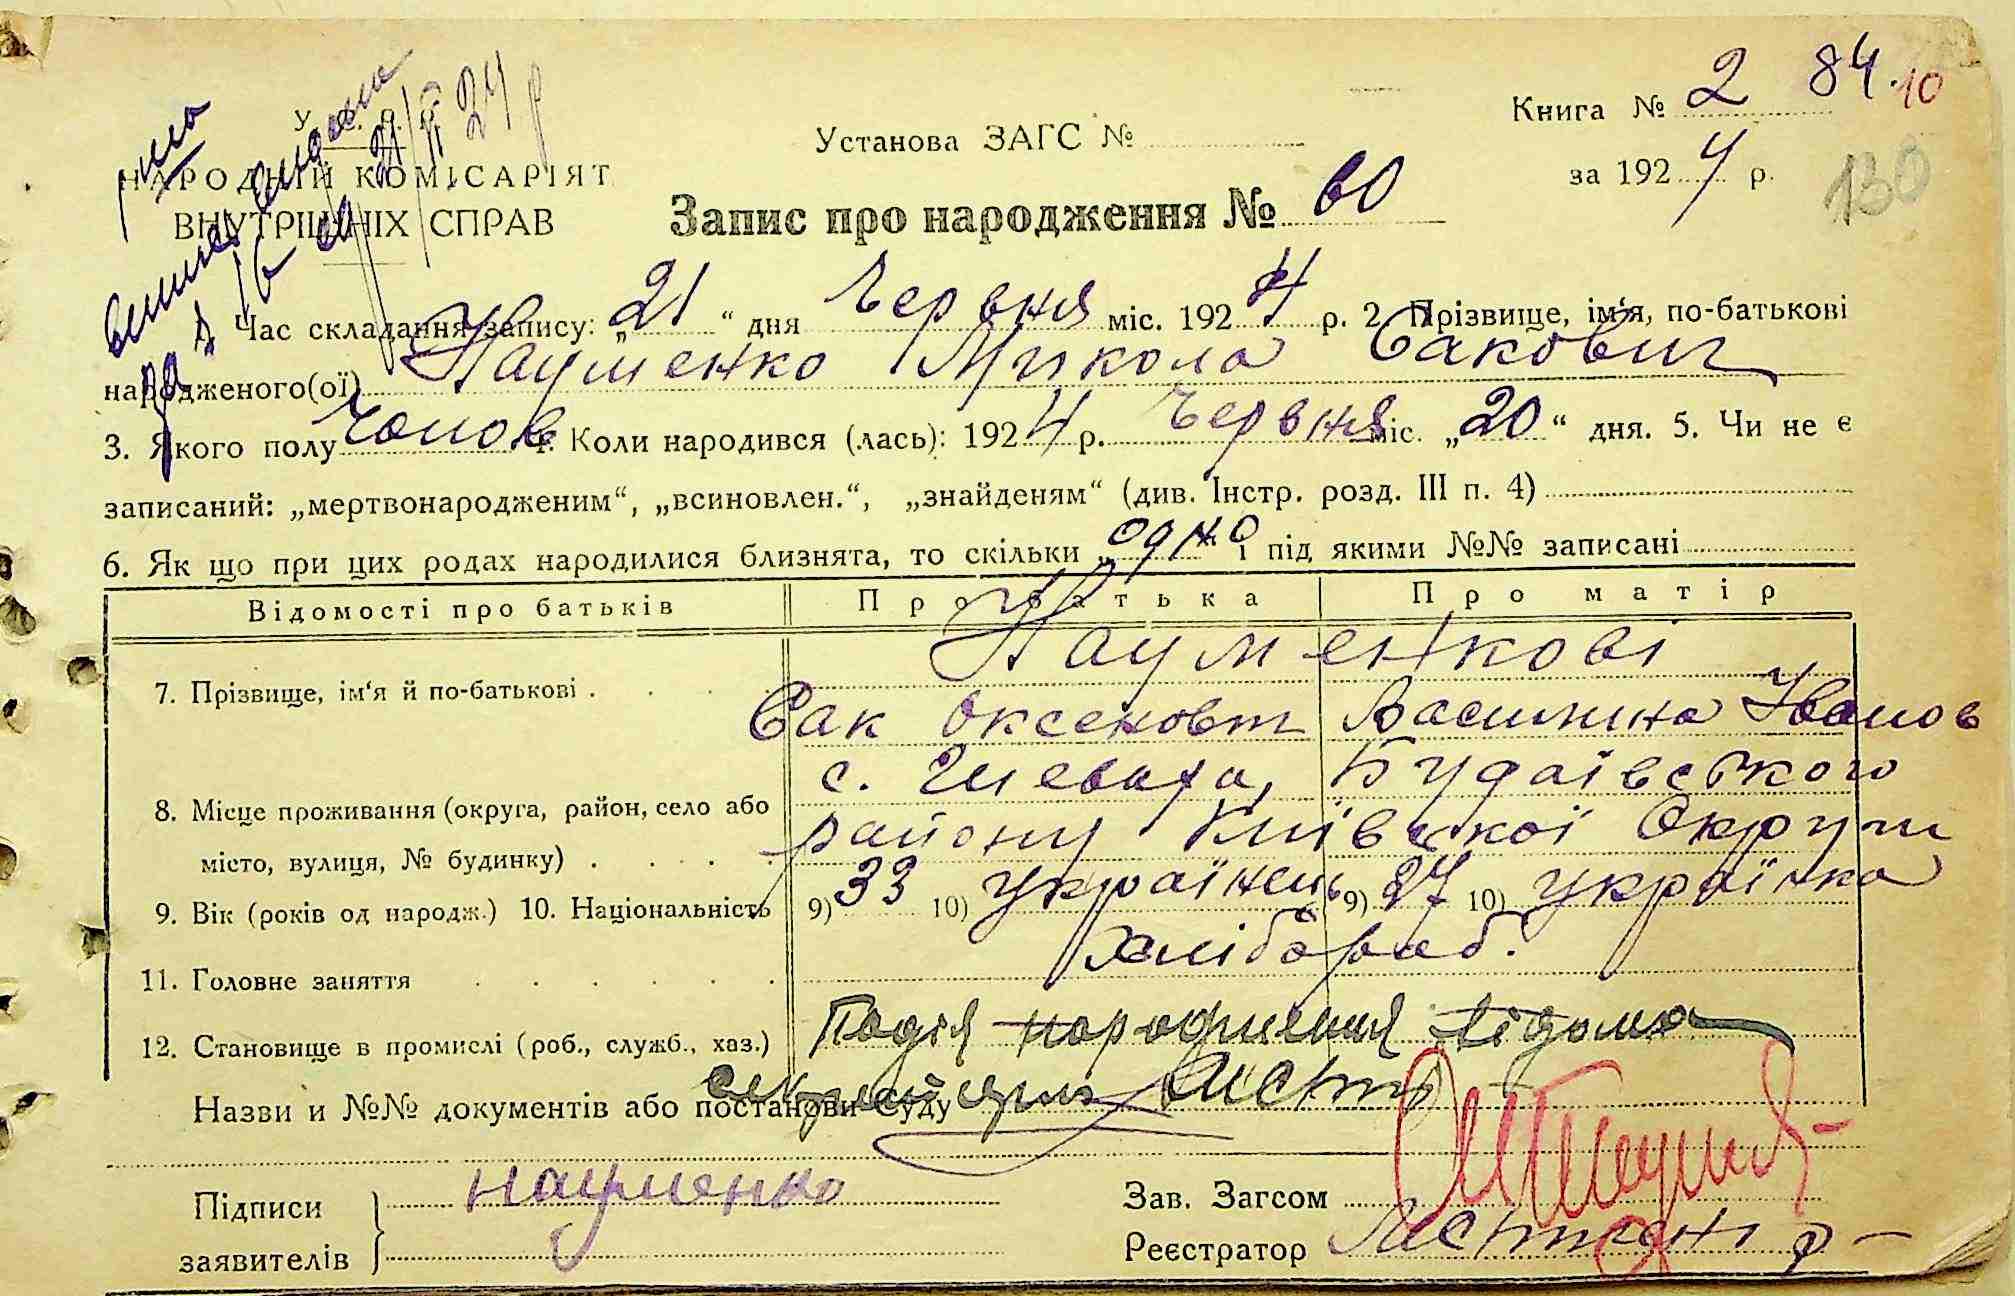 Книга № 2 84.10
У.С.Р.Р.
Установа ЗАГС №
за 1924 р. 130
НАРОДНІЙ КОМІСАРІЯТ
ВНУТРІШНІХ СПРАВ
Запис про народження № 60
1. Час складання запису: „21“ дня Червня міс. 1924 р. 2. Прізвище, ім'я, по-батькові
народженого(ої) Науменко Микола Сакович
3. Якого полу чолов 4. Коли народився (лась): 1924 р. Червня міс. „20“ дня. 5. Чи не є
записаний: „мертвонародженим“, „всиновлен.“, „знайденям“ (див. Інстр. розд. III п. 4)
6. Як що при цих родах народилися близнята, то скільки „одно“ і під якими №№ записані
Відомості про батьків Про батька Про матір
7. Прізвище, ім'я й по-батькові . Науменкові
Сак Оксенович Василина Іванов
8. Місце проживання (округа, район, село або с. Будаївського
місто, вулиця, № будинку) . району Київської Округи
9. Вік (років од народж.) 10. Національність 9) 33 10) українець 9) 27 10) українка
11. Головне заняття Хлібороб.
12. Становище в промислі (роб., служб., хаз.) Подія народження відома
Назви и №№ документів або постанови Суду
Підписи заявителів Науменко
Зав. Загсом
Реєстратор